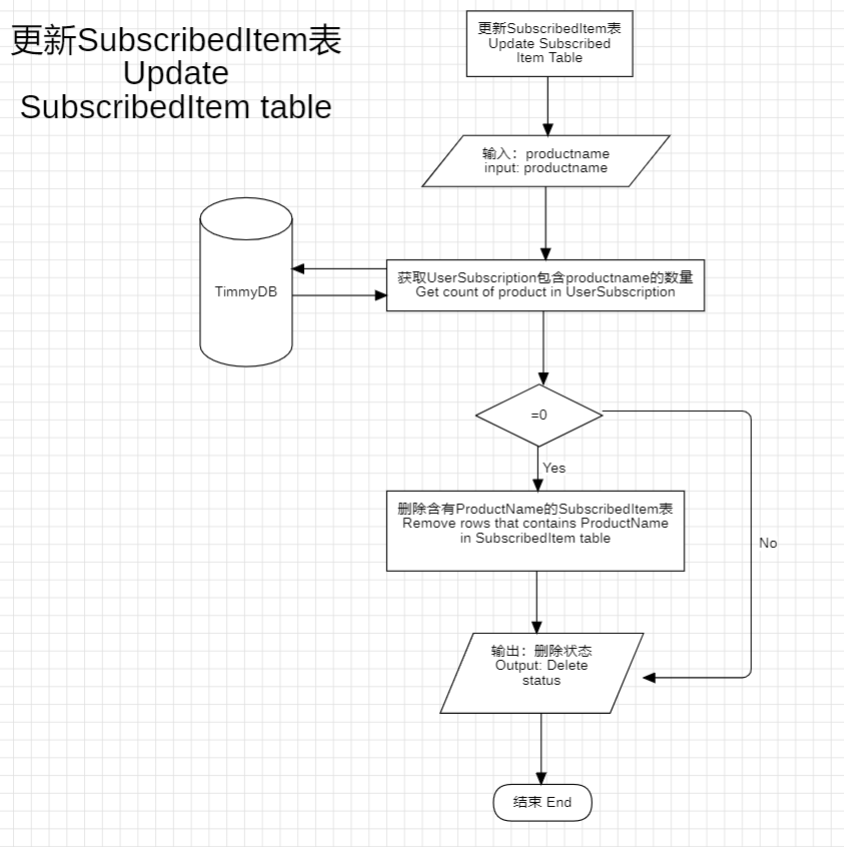 更新SubscribedItem表
Update
SubscribedItem table
更新SubscribedItem表
Update Subscribed
Item Table
输入：productname
input: productname
TimmyDB
获取UserSubscription包含productname的数量
Get count of product in UserSubscription
=0
Yes
删除含有ProductName的SubscribedItem表
Remove rows that contains ProductName
in SubscribedItem table
No
输出：删除状态
Output: Delete
status
结束 End